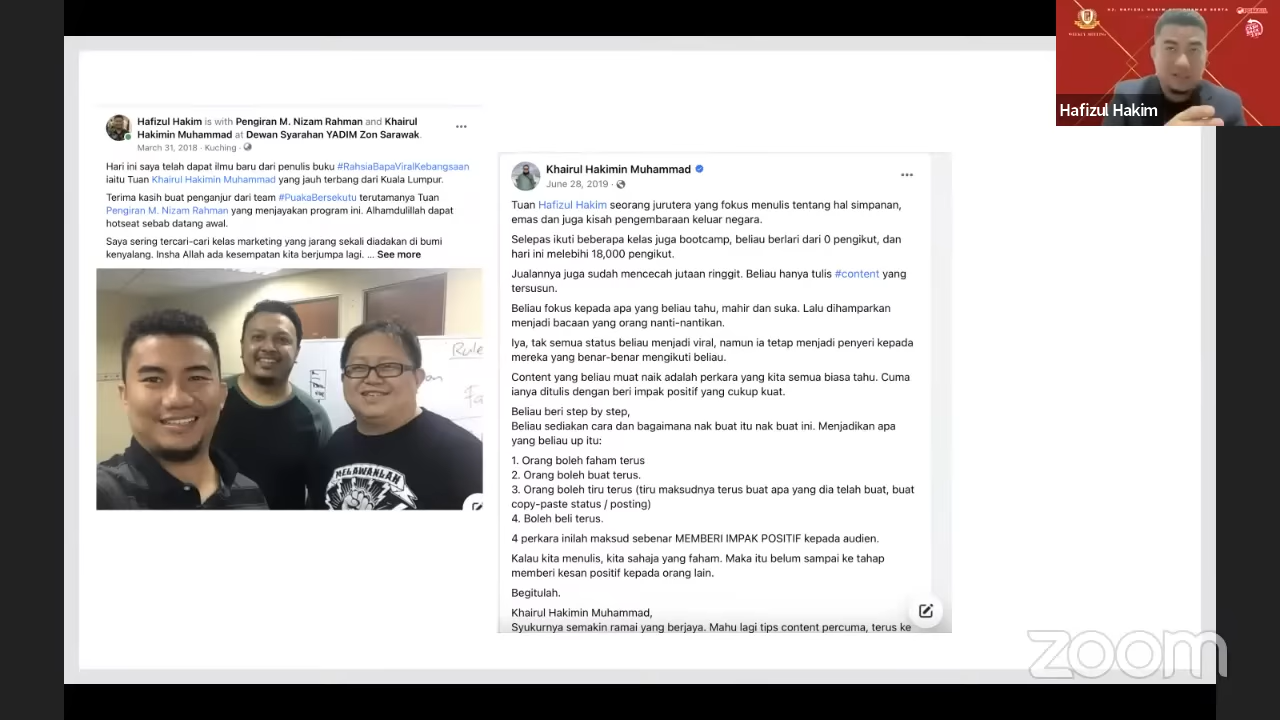 Hafizul Hakim is with Pengiran M. Nizam Rahman and Khairul
Hakimin Muhammad at Dewan Syarahan YADIM Zon Sarawak.
March 31, 2018 · Kuching ·
Hari ini saya telah dapat ilmu baru dari penulis buku #RahsiaBapaViralKebangsaan
iaitu Tuan Khairul Hakimin Muhammad yang jauh terbang dari Kuala Lumpur.
Terima kasih buat penganjur dari team #PuakaBersekutu terutamanya Tuan
Pengiran M. Nizam Rahman yang menjayakan program ini. Alhamdulillah dapat
hotseat sebab datang awal.
Saya sering tercari-cari kelas marketing yang jarang sekali diadakan di bumi
kenyalang. Insha Allah ada kesempatan kita berjumpa lagi. ... See more
Rule
MELAWANLAH
Khairul Hakimin Muhammad
June 28, 2019 ·
Tuan Hafizul Hakim seorang jurutera yang fokus menulis tentang hal simpanan,
emas dan juga kisah pengembaraan keluar negara.
Selepas ikuti beberapa kelas juga bootcamp, beliau berlari dari 0 pengikut, dan
hari ini melebihi 18,000 pengikut.
Jualannya juga sudah mencecah jutaan ringgit. Beliau hanya tulis #content yang
tersusun.
Beliau fokus kepada apa yang beliau tahu, mahir dan suka. Lalu dihamparkan
menjadi bacaan yang orang nanti-nantikan.
Iya, tak semua status beliau menjadi viral, namun ia tetap menjadi penyeri kepada
mereka yang benar-benar mengikuti beliau.
Content yang beliau muat naik adalah perkara yang kita semua biasa tahu. Cuma
ianya ditulis dengan beri impak positif yang cukup kuat.
Beliau beri step by step,
Beliau sediakan cara dan bagaimana nak buat itu nak buat ini. Menjadikan apa
yang beliau up itu:
1. Orang boleh faham terus
2. Orang boleh buat terus.
3. Orang boleh tiru terus (tiru maksudnya terus buat apa yang dia telah buat, buat
copy-paste status / posting)
4. Boleh beli terus.
4 perkara inilah maksud sebenar MEMBERI IMPAK POSITIF kepada audien.
Kalau kita menulis, kita sahaja yang faham. Maka itu belum sampai ke tahap
memberi kesan positif kepada orang lain.
Begitulah.
Khairul Hakimin Muhammad,
Syukurnya semakin ramai yang berjaya. Mahu lagi tips content percuma, terus ke
Hafizul Hakim
zoom